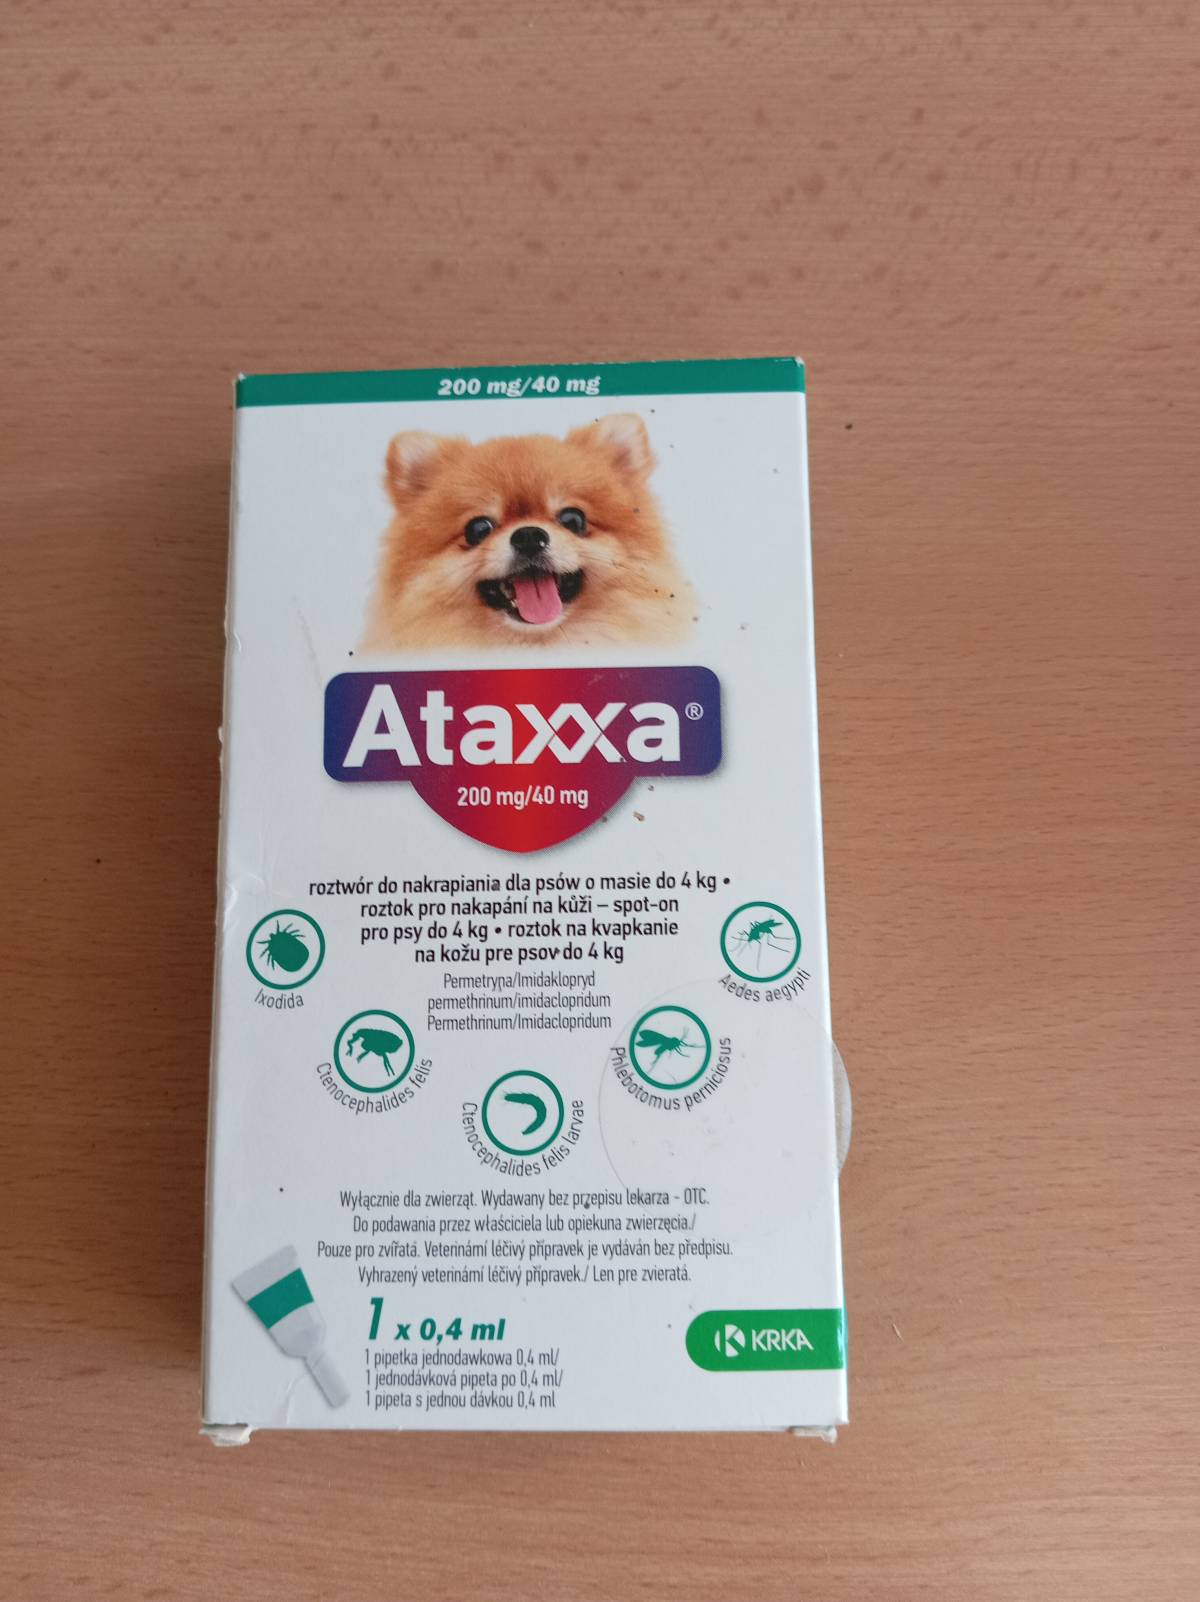 200 mg/40 mg
Ataxxa®
200 mg/40 mg
roztwór do nakrapiania dla psów o masie do 4 kg •
roztok pro nakapání na kůži – spot-on
pro psy do 4 kg • roztok na kvapkanie
na kožu pre psov do 4 kg
Permetryna/Imidaklopryd
permethrinum/imidaclopridum
Permethrinum/Imidaclopridum
Ixodida
Ctenocephalides felis
Ctenocephalides felis larvae
Phlebotomus perniciosus
Aedes aegypti
Wyłącznie dla zwierząt. Wydawany bez przepisu lekarza - OTC.
Do podawania przez właściciela lub opiekuna zwierzęcia./
Pouze pro zvířata. Veterinární léčivý přípravek je vydáván bez předpisu.
Vyhrazený veterinární léčivý přípravek./ Len pre zvieratá.
1 x 0,4 ml
1 pipetka jednodawkowa 0,4 ml/
1 jednodávková pipeta po 0,4 ml/
1 pipeta s jednou dávkou 0,4 ml
KRKA